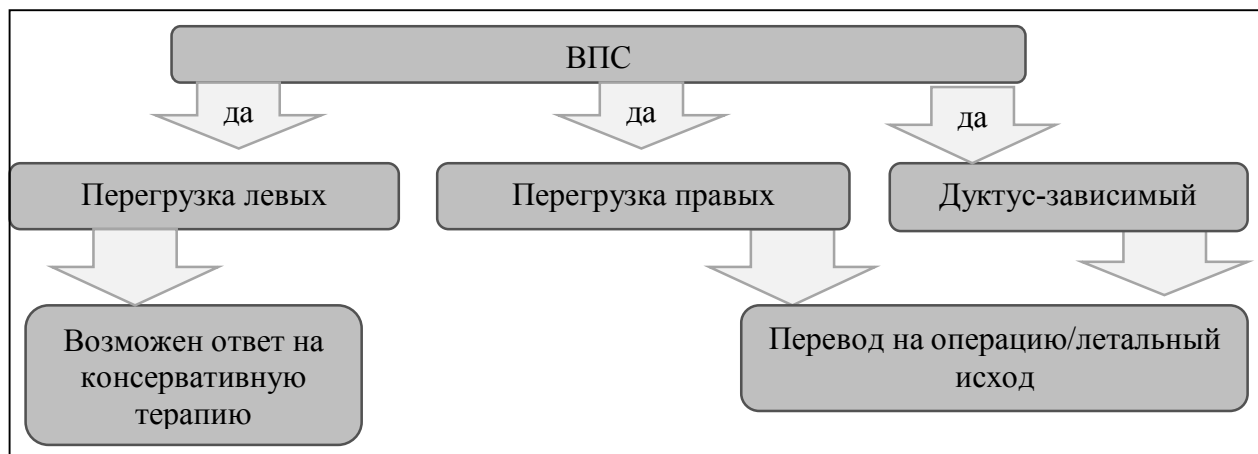 ВПС
да
да
да
Перегрузка левых
Перегрузка правых
Дуктус-зависимый
Возможен ответ на
консервативную
терапию
Перевод на операцию/летальный
исход